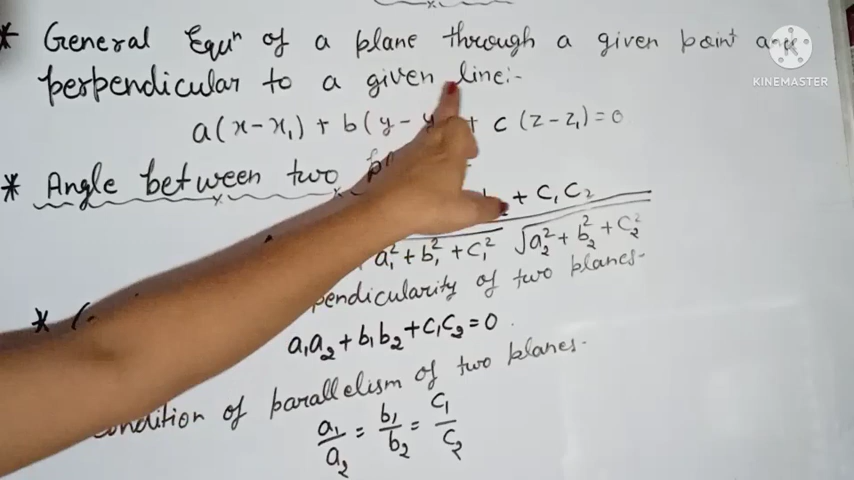 * General Equⁿ of a plane through a given point and
perpendicular to a given line:-
a(x-x₁) + b(y-y + c(z-z₁) = 0
* Angle between two
+ c₁c₂
a₁² + b₁² + c₁² √a₂² + b₂² + c₂²
*
pendicularity of two planes-
a₁a₂ + b₁b₂ + c₁c₂ = 0
condition of parallelism of two planes-
a₁/a₂ = b₁/b₂ = c₁/c₂
KINEMASTER